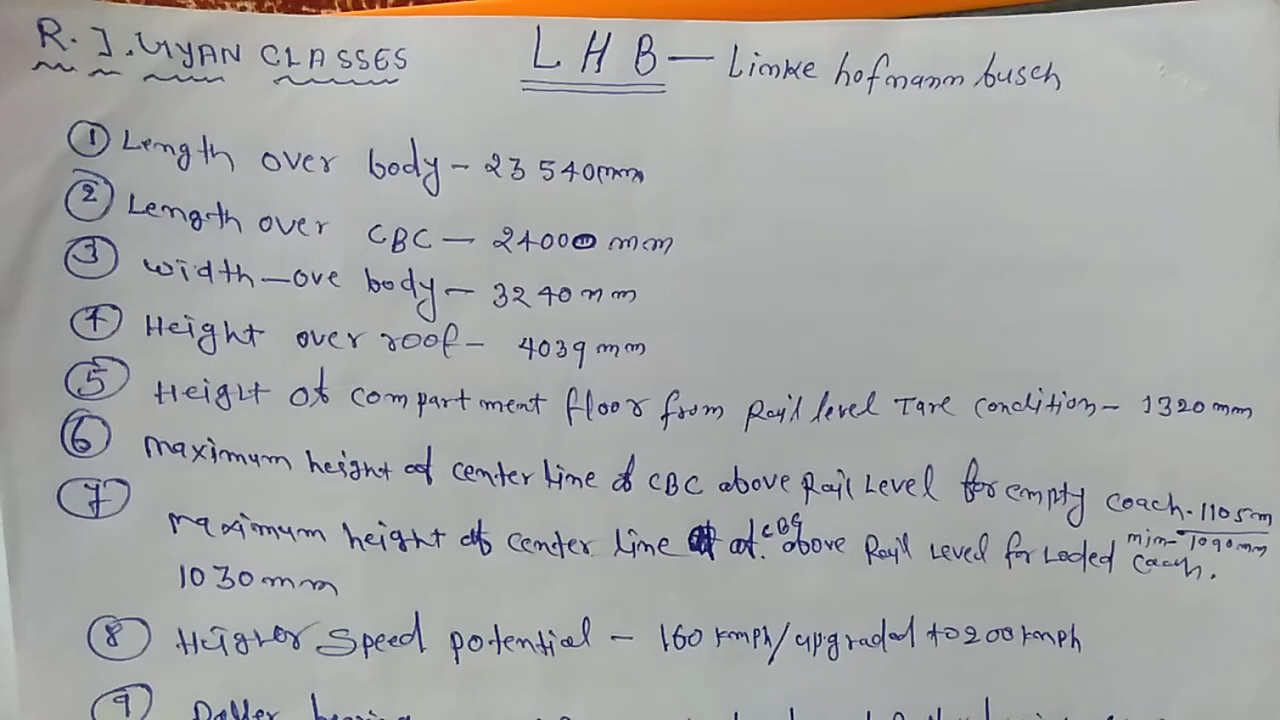 R. J. GYAN CLASSES
LHB — Linke hofmann busch
① Length over body - 23540mm
② Length over CBC - 24000 mm
③ width - ove body - 3240 mm
④ Height over roof - 4039 mm
⑤ Height of compartment floor from Rail level Tare condition - 1320 mm
⑥ maximum height of center line of CBC above Rail Level for empty coach. 1105m
min- 1090mm
⑦ maximum height of center line of CBC above Rail Level for Loded Coach.
1030 mm
⑧ Heigher Speed potential - 160 kmph/upgraded to 200 kmph
⑨